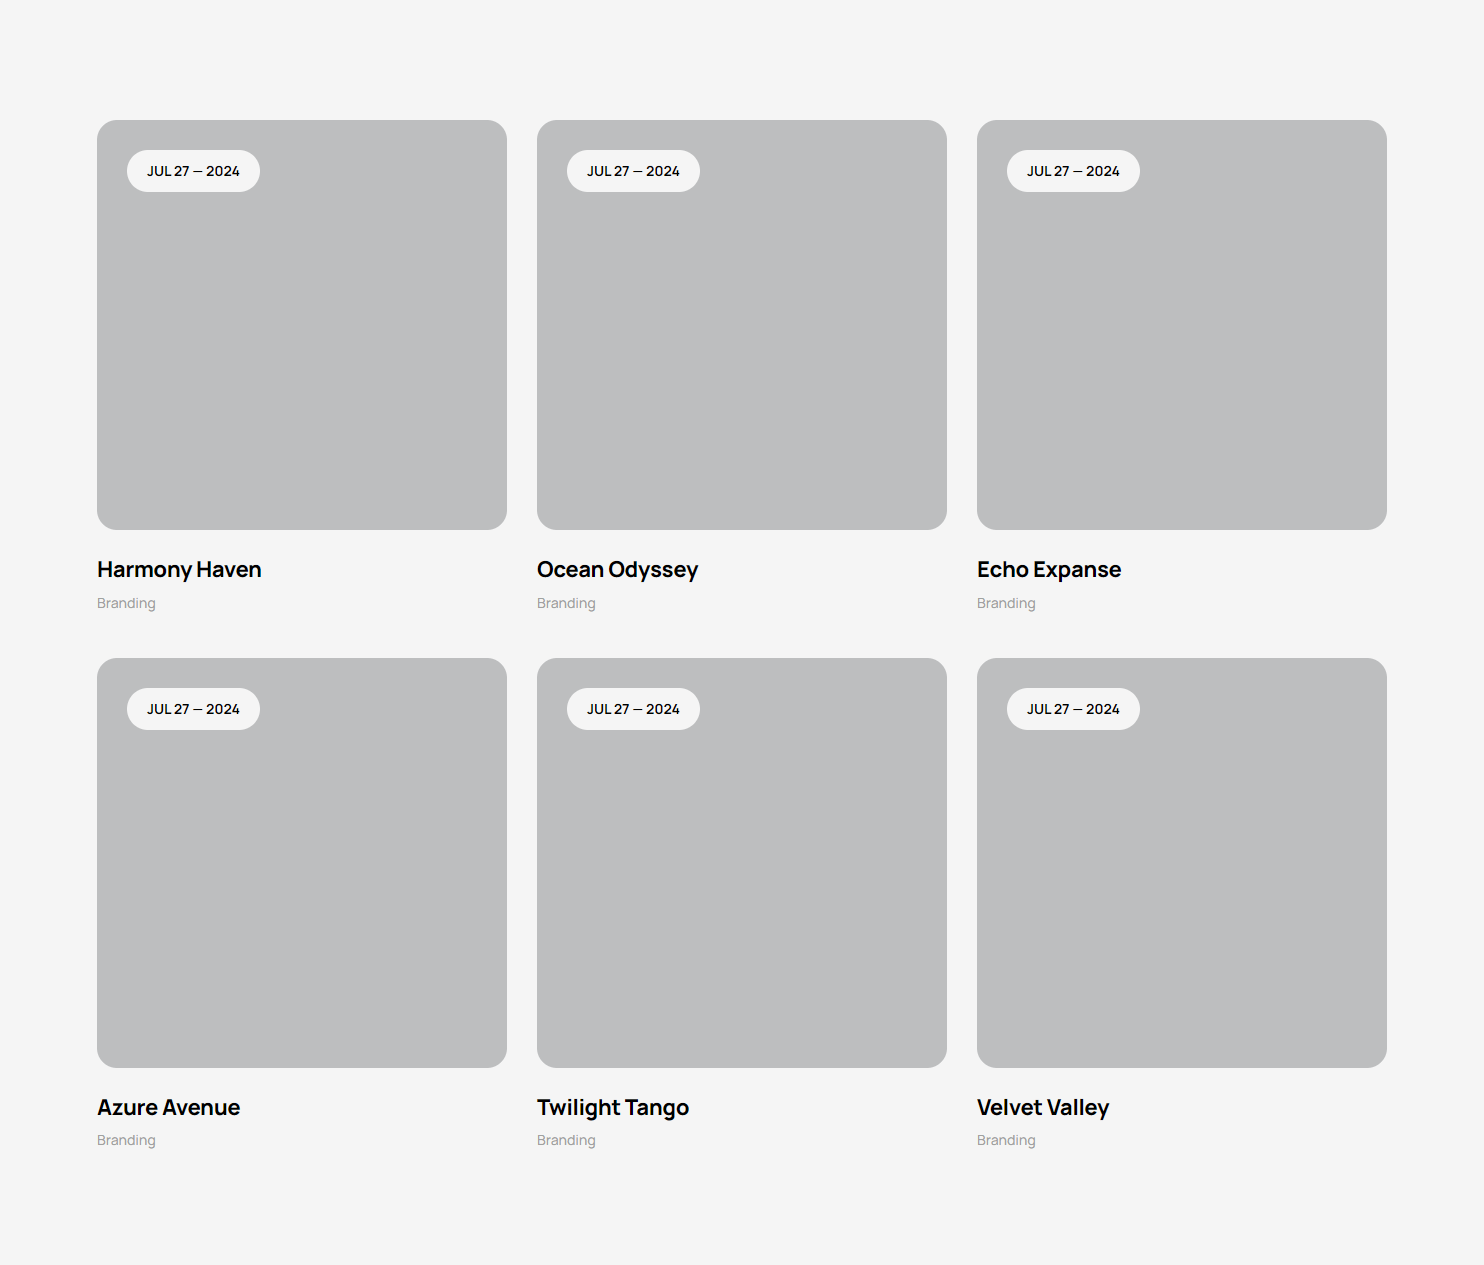 JUL 27 — 2024
JUL 27 — 2024
JUL 27 — 2024
Harmony Haven
Ocean Odyssey
Echo Expanse
Branding
Branding
Branding
JUL 27 — 2024
JUL 27 — 2024
JUL 27 — 2024
Azure Avenue
Twilight Tango
Velvet Valley
Branding
Branding
Branding